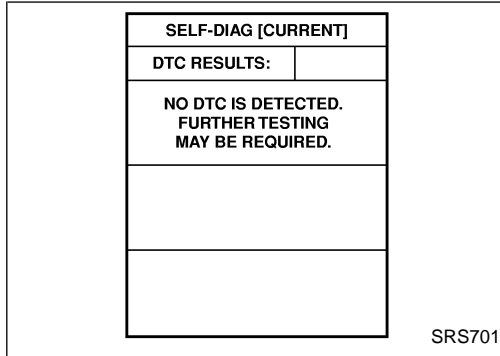 SELF-DIAG [CURRENT]
DTC RESULTS:
NO DTC IS DETECTED.
FURTHER TESTING
MAY BE REQUIRED.
SRS701